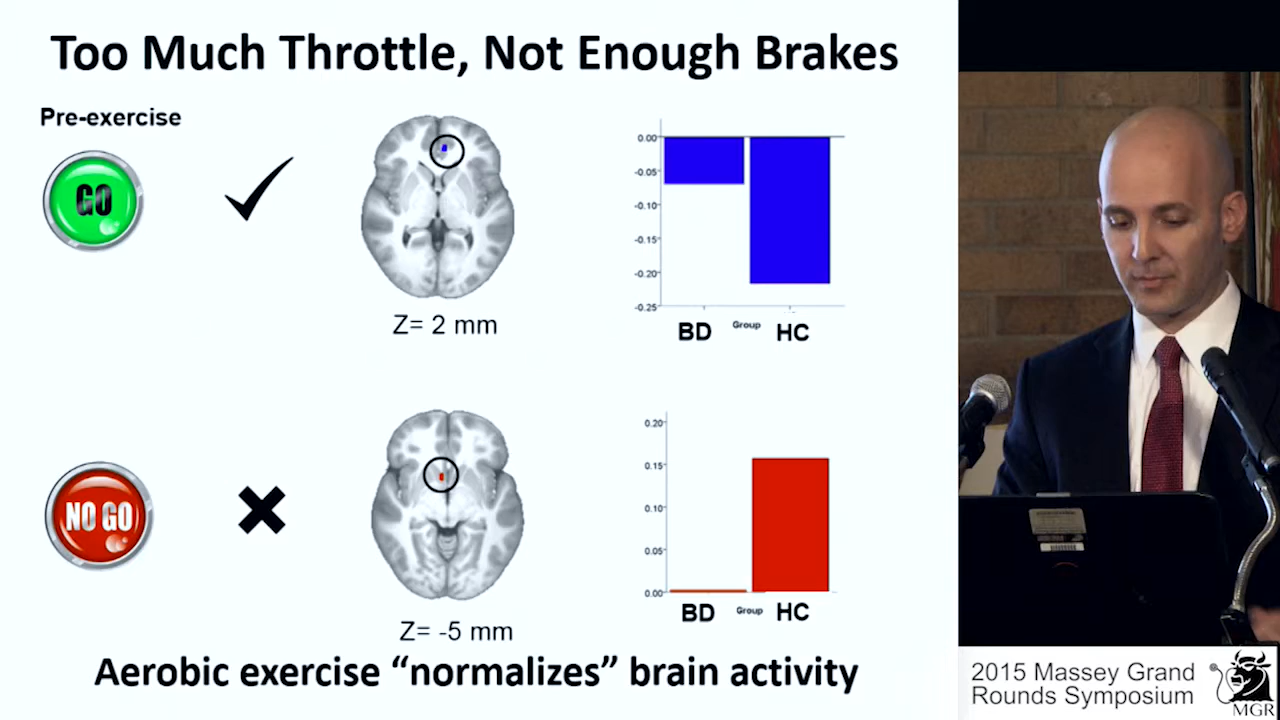 Too Much Throttle, Not Enough Brakes
Pre-exercise
GO
0.00
-0.05
-0.10
-0.15
-0.20
-0.25
BD Group HC
Z= 2 mm
NO GO
0.20
0.15
0.10
0.05
0.00
BD Group HC
Z= -5 mm
Aerobic exercise “normalizes” brain activity
2015 Massey Grand
Rounds Symposium
MGR